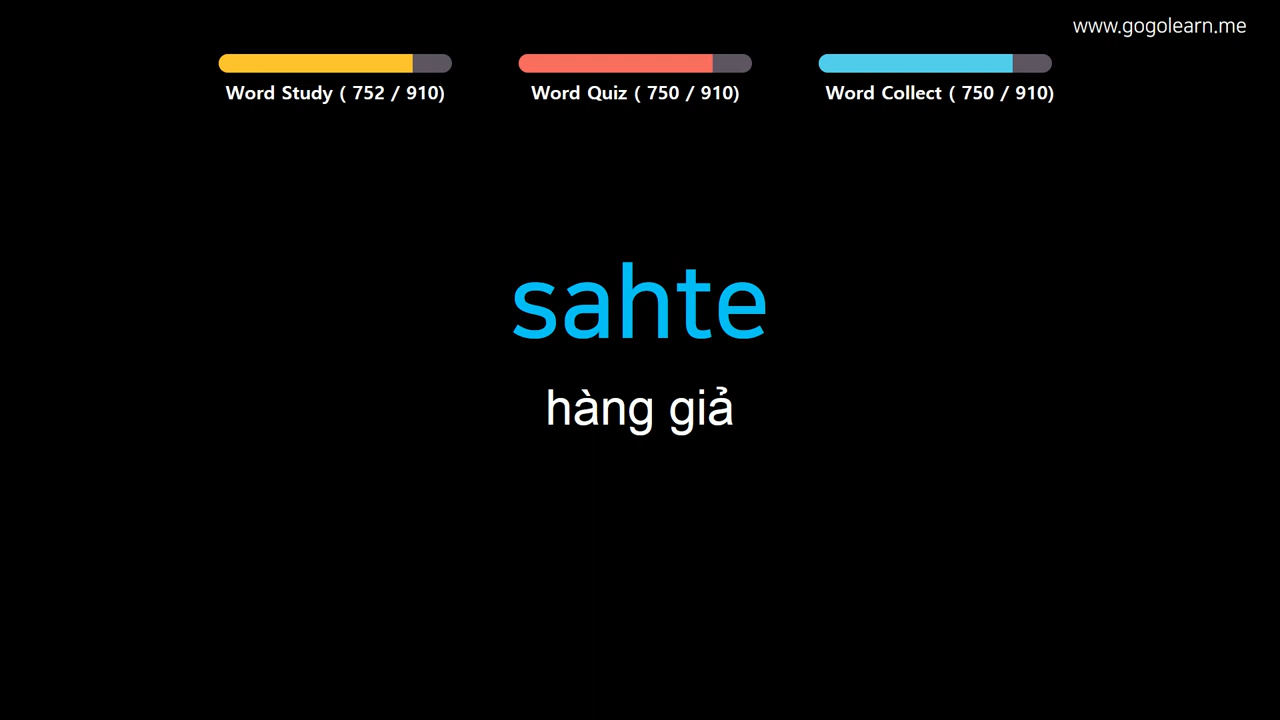 www.gogolearn.me
Word Study ( 752 / 910)
Word Quiz ( 750 / 910)
Word Collect ( 750 / 910)
sahte
hàng giả